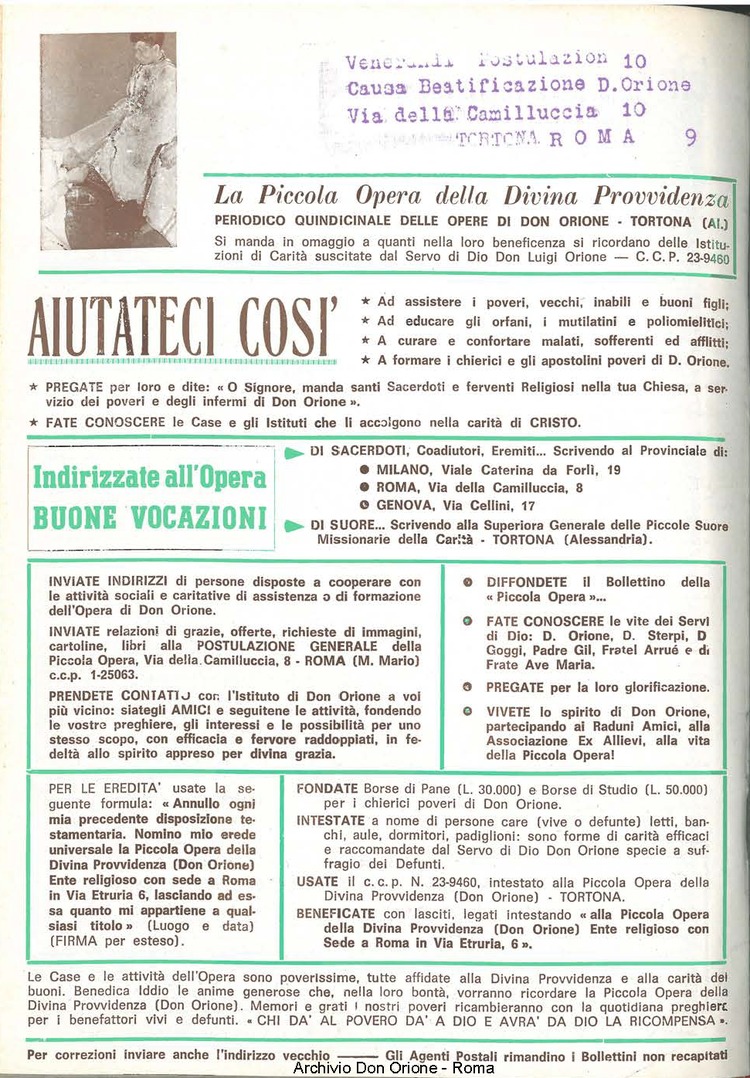 Postulazion 10
Causa Beatificazione D.Orione
Via della Camilluccia 10
TORTONA R O M A 9
La Piccola Opera della Divina Provvidenza
PERIODICO QUINDICINALE DELLE OPERE DI DON ORIONE - TORTONA (Al.)
Si manda in omaggio a quanti nella loro beneficenza si ricordano delle Istitu-
zioni di Carità suscitate dal Servo di Dio Don Luigi Orione — C. C. P. 23-9460
AIUTATECI COSI'
★ Ad assistere i poveri, vecchi, inabili e buoni figli;
★ Ad educare gli orfani, i mutilatini e poliomielitici;
★ A curare e confortare malati, sofferenti ed afflitti;
★ A formare i chierici e gli apostolini poveri di D. Orione.
★ PREGATE per loro e dite: « O Signore, manda santi Sacerdoti e ferventi Religiosi nella tua Chiesa, a ser-
vizio dei poveri e degli infermi di Don Orione ».
★ FATE CONOSCERE le Case e gli Istituti che li accolgono nella carità di CRISTO.
Indirizzate all'Opera
BUONE VOCAZIONI
DI SACERDOTI, Coadiutori, Eremiti... Scrivendo al Provinciale di:
● MILANO, Viale Caterina da Forlì, 19
● ROMA, Via della Camilluccia, 8
● GENOVA, Via Cellini, 17
DI SUORE... Scrivendo alla Superiora Generale delle Piccole Suore
Missionarie della Carità - TORTONA (Alessandria).
INVIATE INDIRIZZI di persone disposte a cooperare con
le attività sociali e caritative di assistenza o di formazione
dell'Opera di Don Orione.
INVIATE relazioni di grazie, offerte, richieste di immagini,
cartoline, libri alla POSTULAZIONE GENERALE della
Piccola Opera, Via della Camilluccia, 8 - ROMA (M. Mario)
c.c.p. 1-25063.
PRENDETE CONTATTO con l'Istituto di Don Orione a voi
più vicino: siategli AMICI e seguitene le attività, fondendo
le vostre preghiere, gli interessi e le possibilità per uno
stesso scopo, con efficacia e fervore raddoppiati, in fe-
deltà allo spirito appreso per divina grazia.
● DIFFONDETE il Bollettino della
« Piccola Opera »...
● FATE CONOSCERE le vite dei Servi
di Dio: D. Orione, D. Sterpi, D
Goggi, Padre Gil, Fratel Arrué e di
Frate Ave Maria.
● PREGATE per la loro glorificazione.
● VIVETE lo spirito di Don Orione,
partecipando ai Raduni Amici, alla
Associazione Ex Allievi, alla vita
della Piccola Opera!
PER LE EREDITA' usate la se-
guente formula: « Annullo ogni
mia precedente disposizione te-
stamentaria. Nomino mio erede
universale la Piccola Opera della
Divina Provvidenza (Don Orione)
Ente religioso con sede a Roma
in Via Etruria 6, lasciando ad es-
sa quanto mi appartiene a qual-
siasi titolo » (Luogo e data)
(FIRMA per esteso).
FONDATE Borse di Pane (L. 30.000) e Borse di Studio (L. 50.000)
per i chierici poveri di Don Orione.
INTESTATE a nome di persone care (vive o defunte) letti, ban-
chi, aule, dormitori, padiglioni: sono forme di carità efficaci
e raccomandate dal Servo di Dio Don Orione specie a suf-
fragio dei Defunti.
USATE il c. c. p. N. 23-9460, intestato alla Piccola Opera della
Divina Provvidenza (Don Orione) - TORTONA.
BENEFICATE con lasciti, legati intestando « alla Piccola Opera
della Divina Provvidenza (Don Orione) Ente religioso con
Sede a Roma in Via Etruria, 6 ».
Le Case e le attività dell'Opera sono poverissime, tutte affidate alla Divina Provvidenza e alla carità dei
buoni. Benedica Iddio le anime generose che, nella loro bontà, vorranno ricordare la Piccola Opera della
Divina Provvidenza (Don Orione). Memori e grati i nostri poveri ricambieranno con la quotidiana preghiera
per i benefattori vivi e defunti. « CHI DA' AL POVERO DA' A DIO E AVRA' DA DIO LA RICOMPENSA ».
Per correzioni inviare anche l'indirizzo vecchio —— Gli Agenti Postali rimandino i Bollettini non recapitati
Archivio Don Orione - Roma